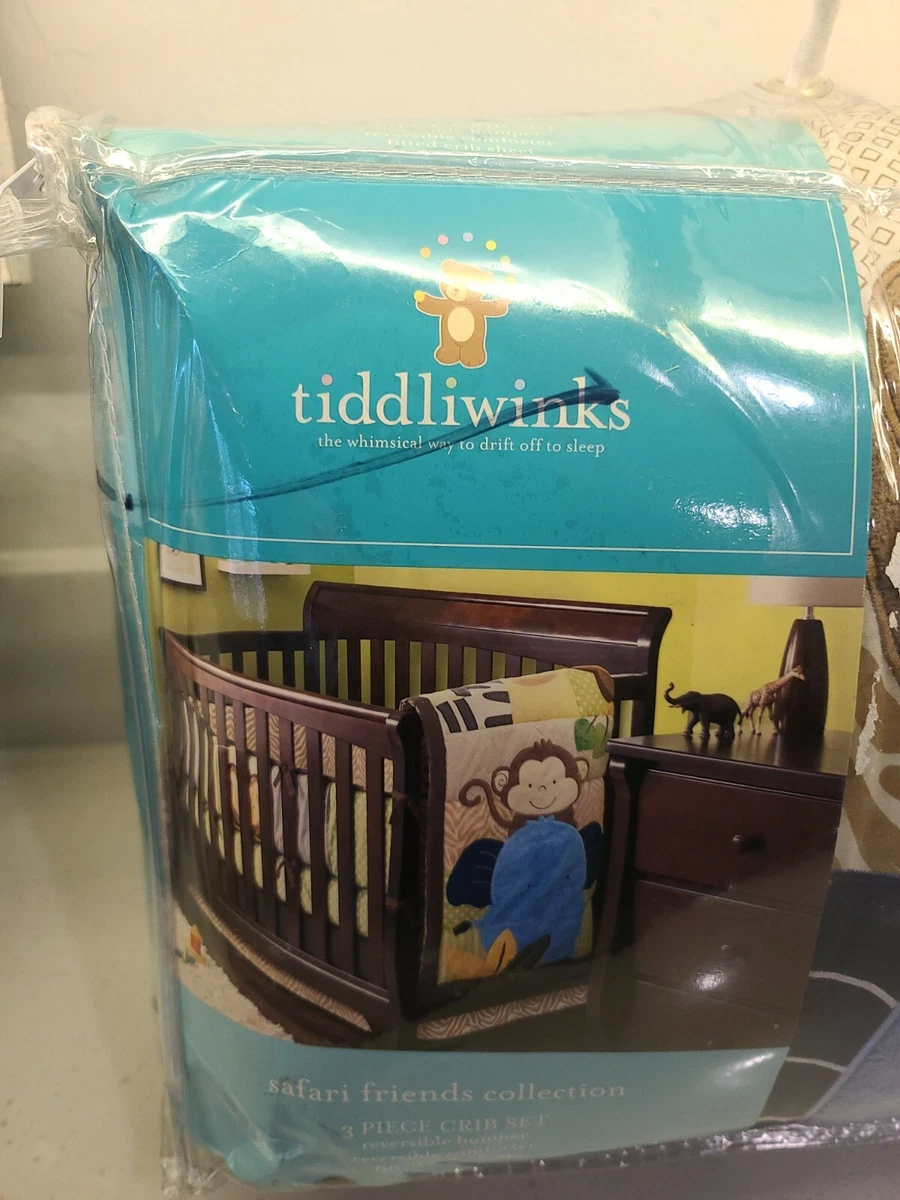 reversible comforter
fitted crib sheet
tiddliwinks
the whimsical way to drift off to sleep
safari friends collection
3 PIECE CRIB SET
reversible bumper
reversible comforter